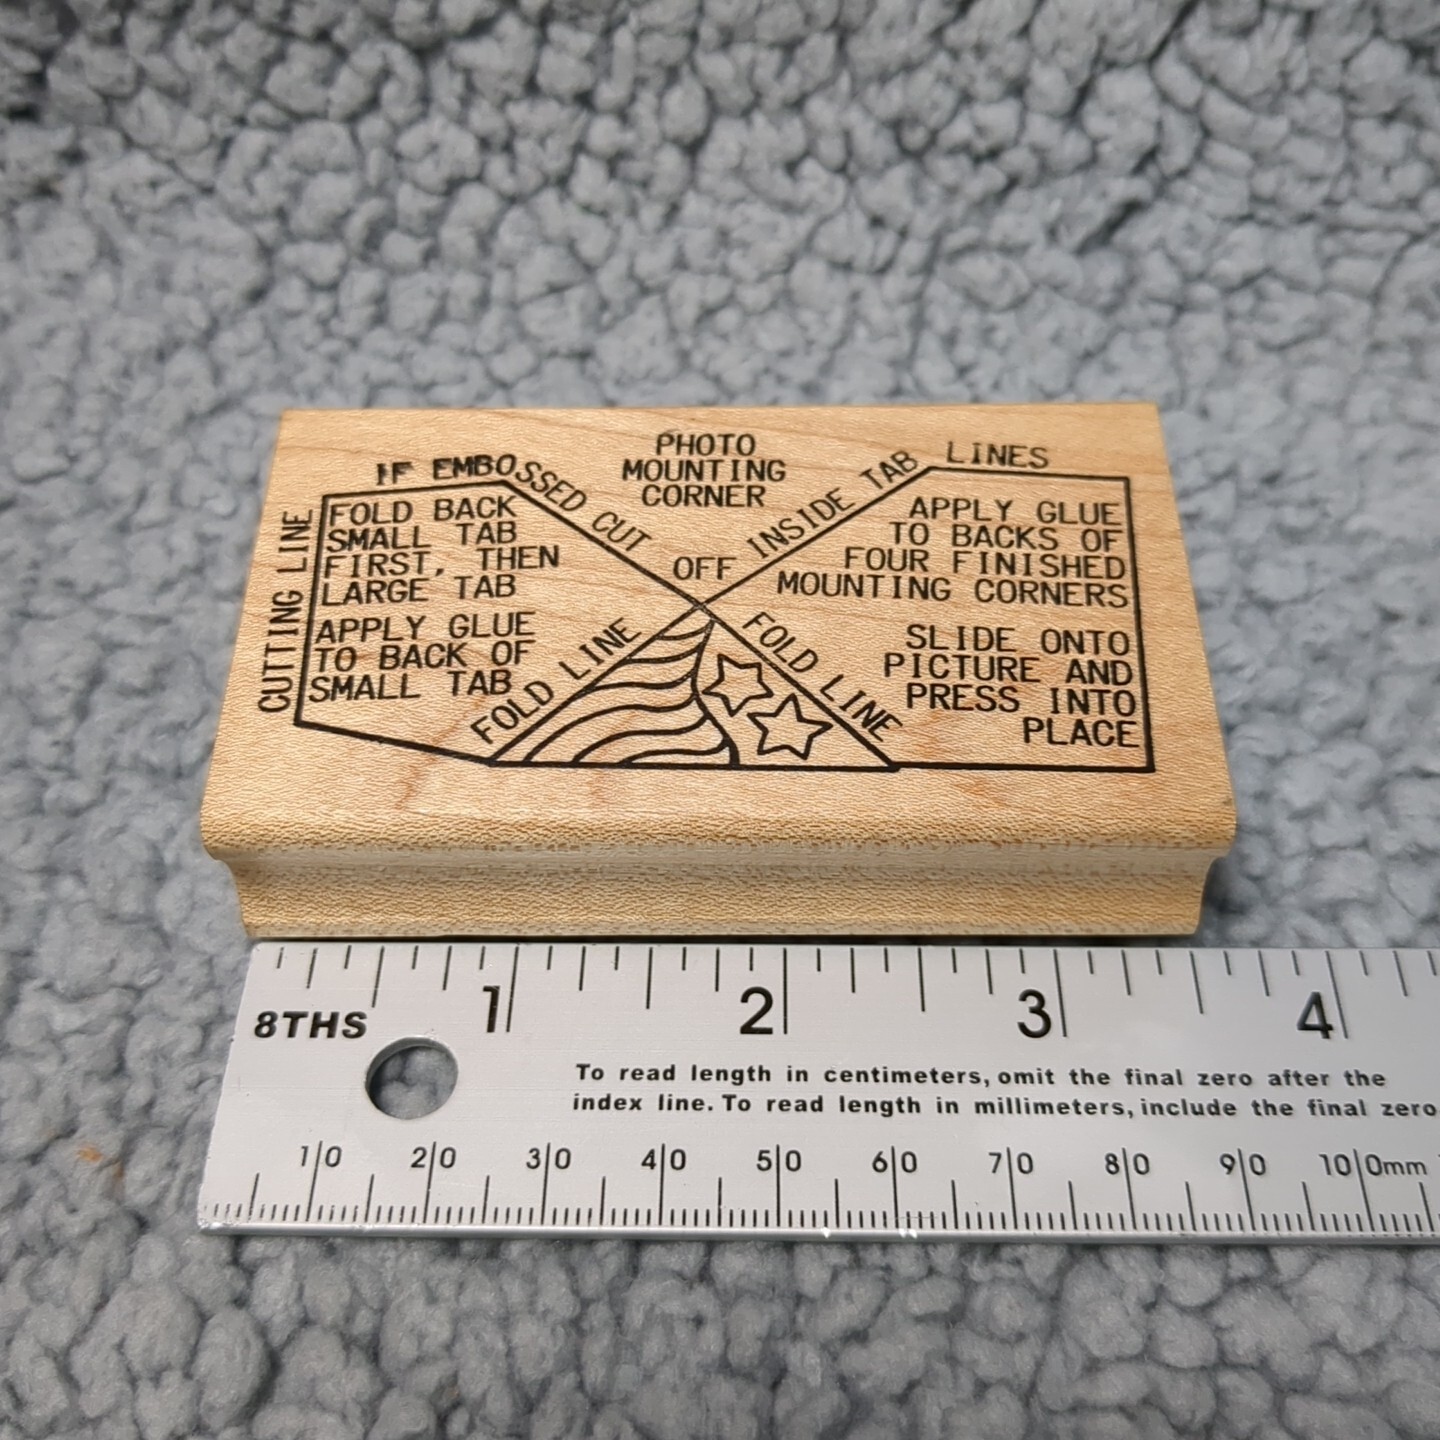 PHOTO
MOUNTING
CORNER
IF EMBOSSED CUT OFF INSIDE TAB LINES
CUTTING LINE
FOLD BACK
SMALL TAB
FIRST, THEN
LARGE TAB
APPLY GLUE
TO BACK OF
SMALL TAB
FOLD LINE
FOLD LINE
APPLY GLUE
TO BACKS OF
FOUR FINISHED
MOUNTING CORNERS
SLIDE ONTO
PICTURE AND
PRESS INTO
PLACE
1 2 3 4
8THS
To read length in centimeters, omit the final zero after the
index line. To read length in millimeters, include the final zero
10 20 30 40 50 60 70 80 90 100mm